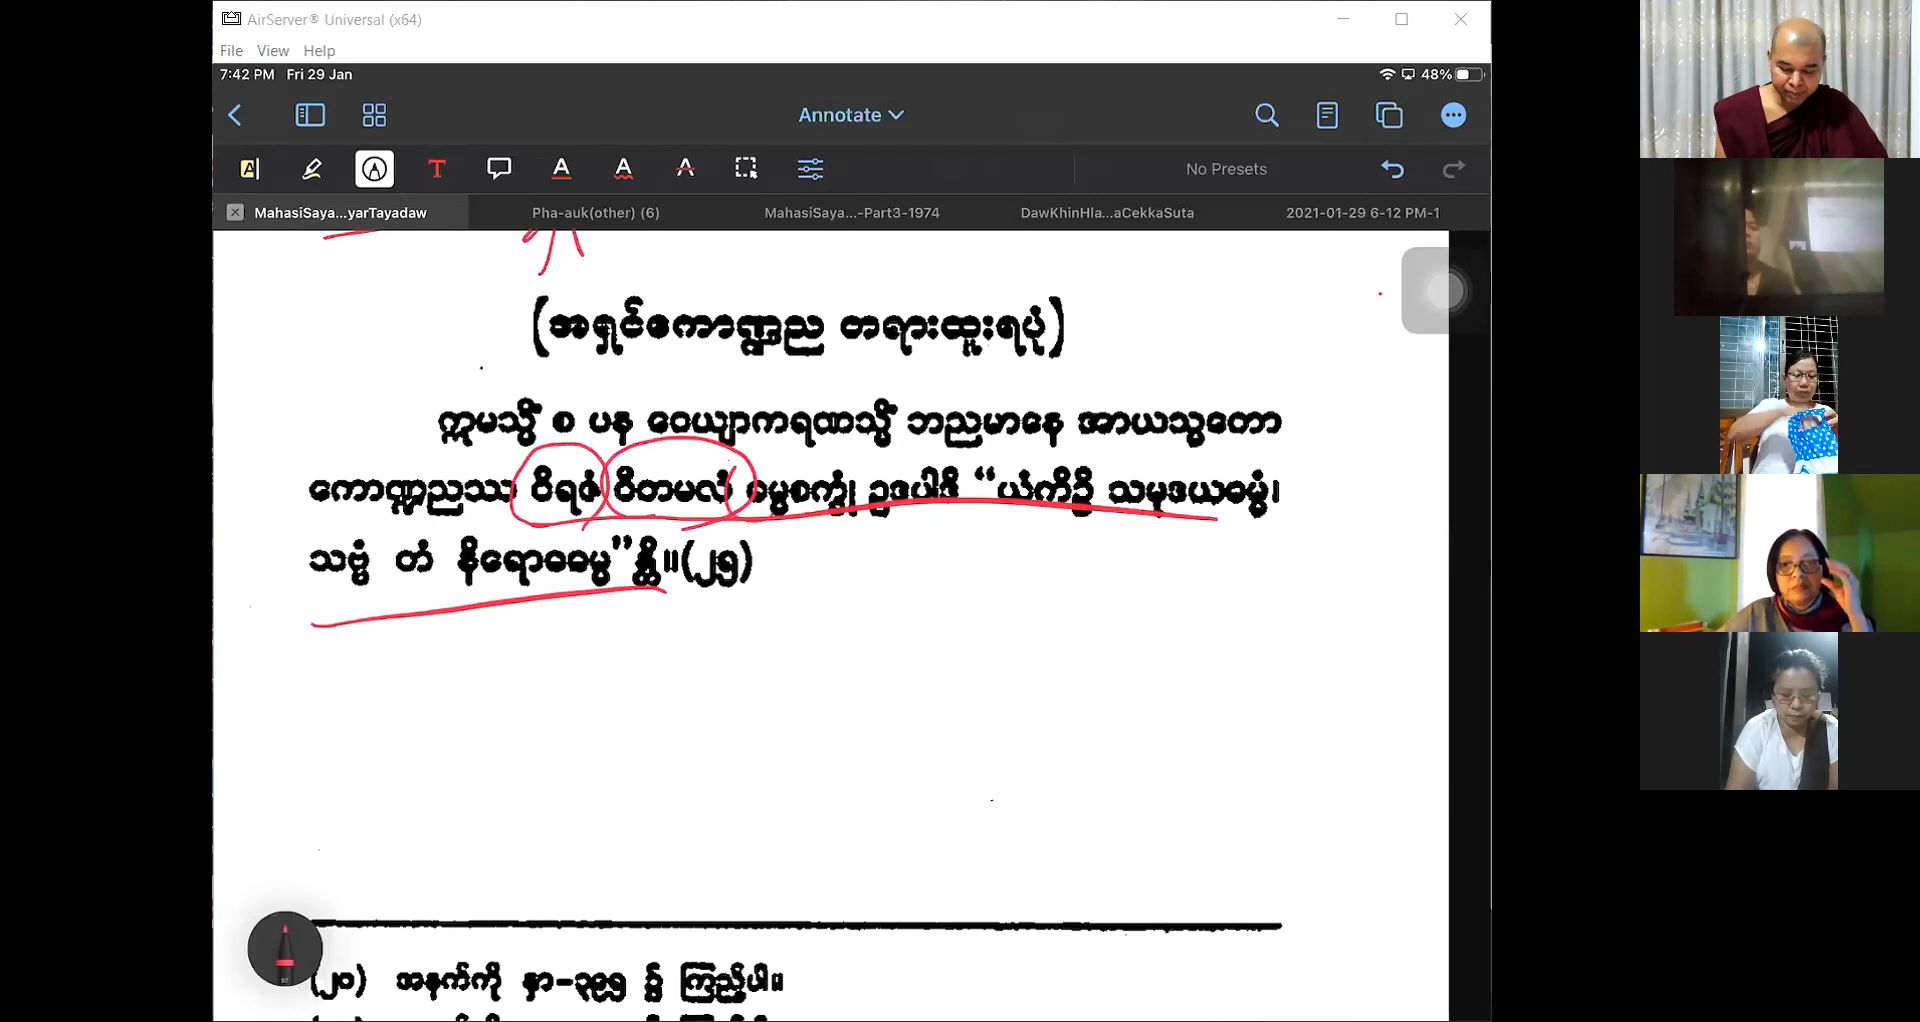 AirServer® Universal (x64)
File View Help
7:42 PM Fri 29 Jan 48%
Annotate
A T A A A No Presets
MahasiSaya...yarTayadaw Pha-auk(other) (6) MahasiSaya...-Part3-1974 DawKhinHla...aCekkaSuta 2021-01-29 6-12 PM-1
(အရှင်ကောဏ္ဍည တရားထူးရပုံ)
ဣမသ္မိံ စ ပန ဝေယျာကရဏသ္မိံ ဘညမာနေ အာယသ္မတော
ကောဏ္ဍညဿ ဝိရဇံ ဝီတမလံ ဓမ္မစက္ခုံ ဥဒပါဒိ “ယံကိဉ္စိ သမုဒယဓမ္မံ၊
သဗ္ဗံ တံ နိရောဓဓမ္မ”န္တိ။(၂၅)
(၂၀) အနက်ကို နှာ-၃၉၅ ၌ ကြည့်ပါ။
97